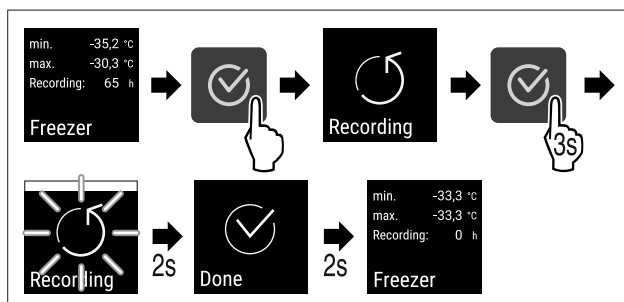 min. -35,2 °C
max. -30,3 °C
Recording: 65 h
Freezer
Recording
3s
Recording
2s
Done
2s
min. -33,3 °C
max. -33,3 °C
Recording: 0 h
Freezer